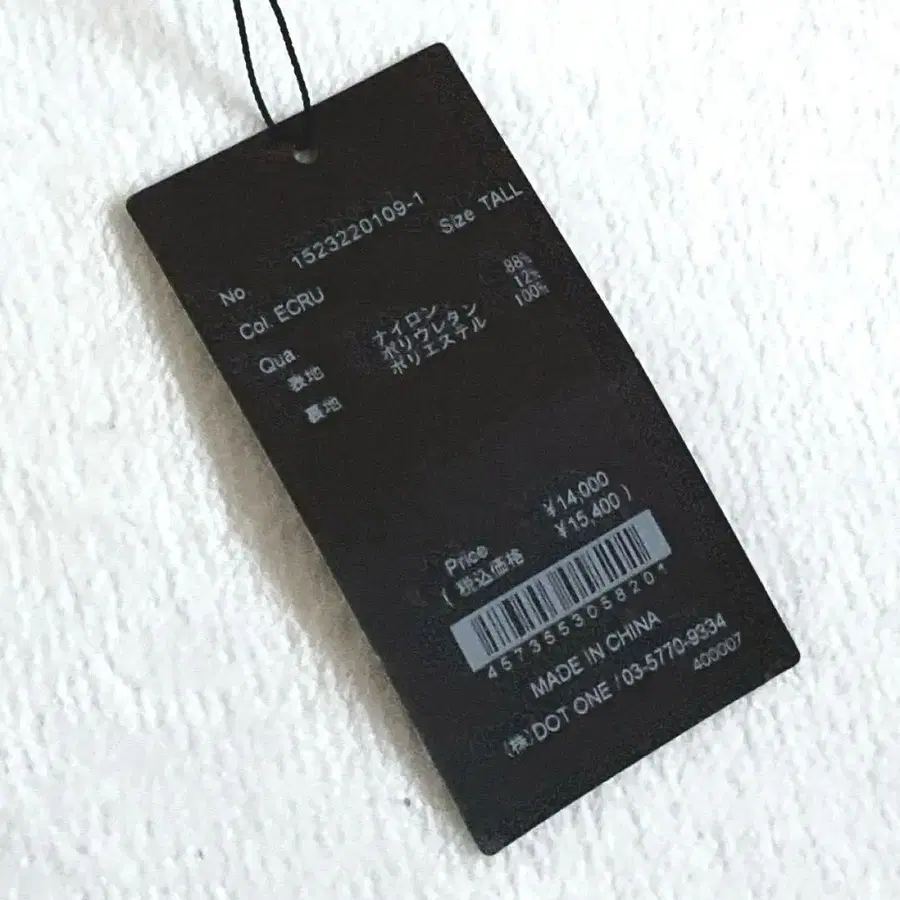 No. 1523220109-1
Col. ECRU Size TALL
Qua.
表地 ナイロン 88%
ポリウレタン 12%
裏地 ポリエステル 100%
Price ¥14,000
( 税込価格 ¥15,400 )
4573553058201
MADE IN CHINA
(株)DOT ONE / 03-5770-9334
400007